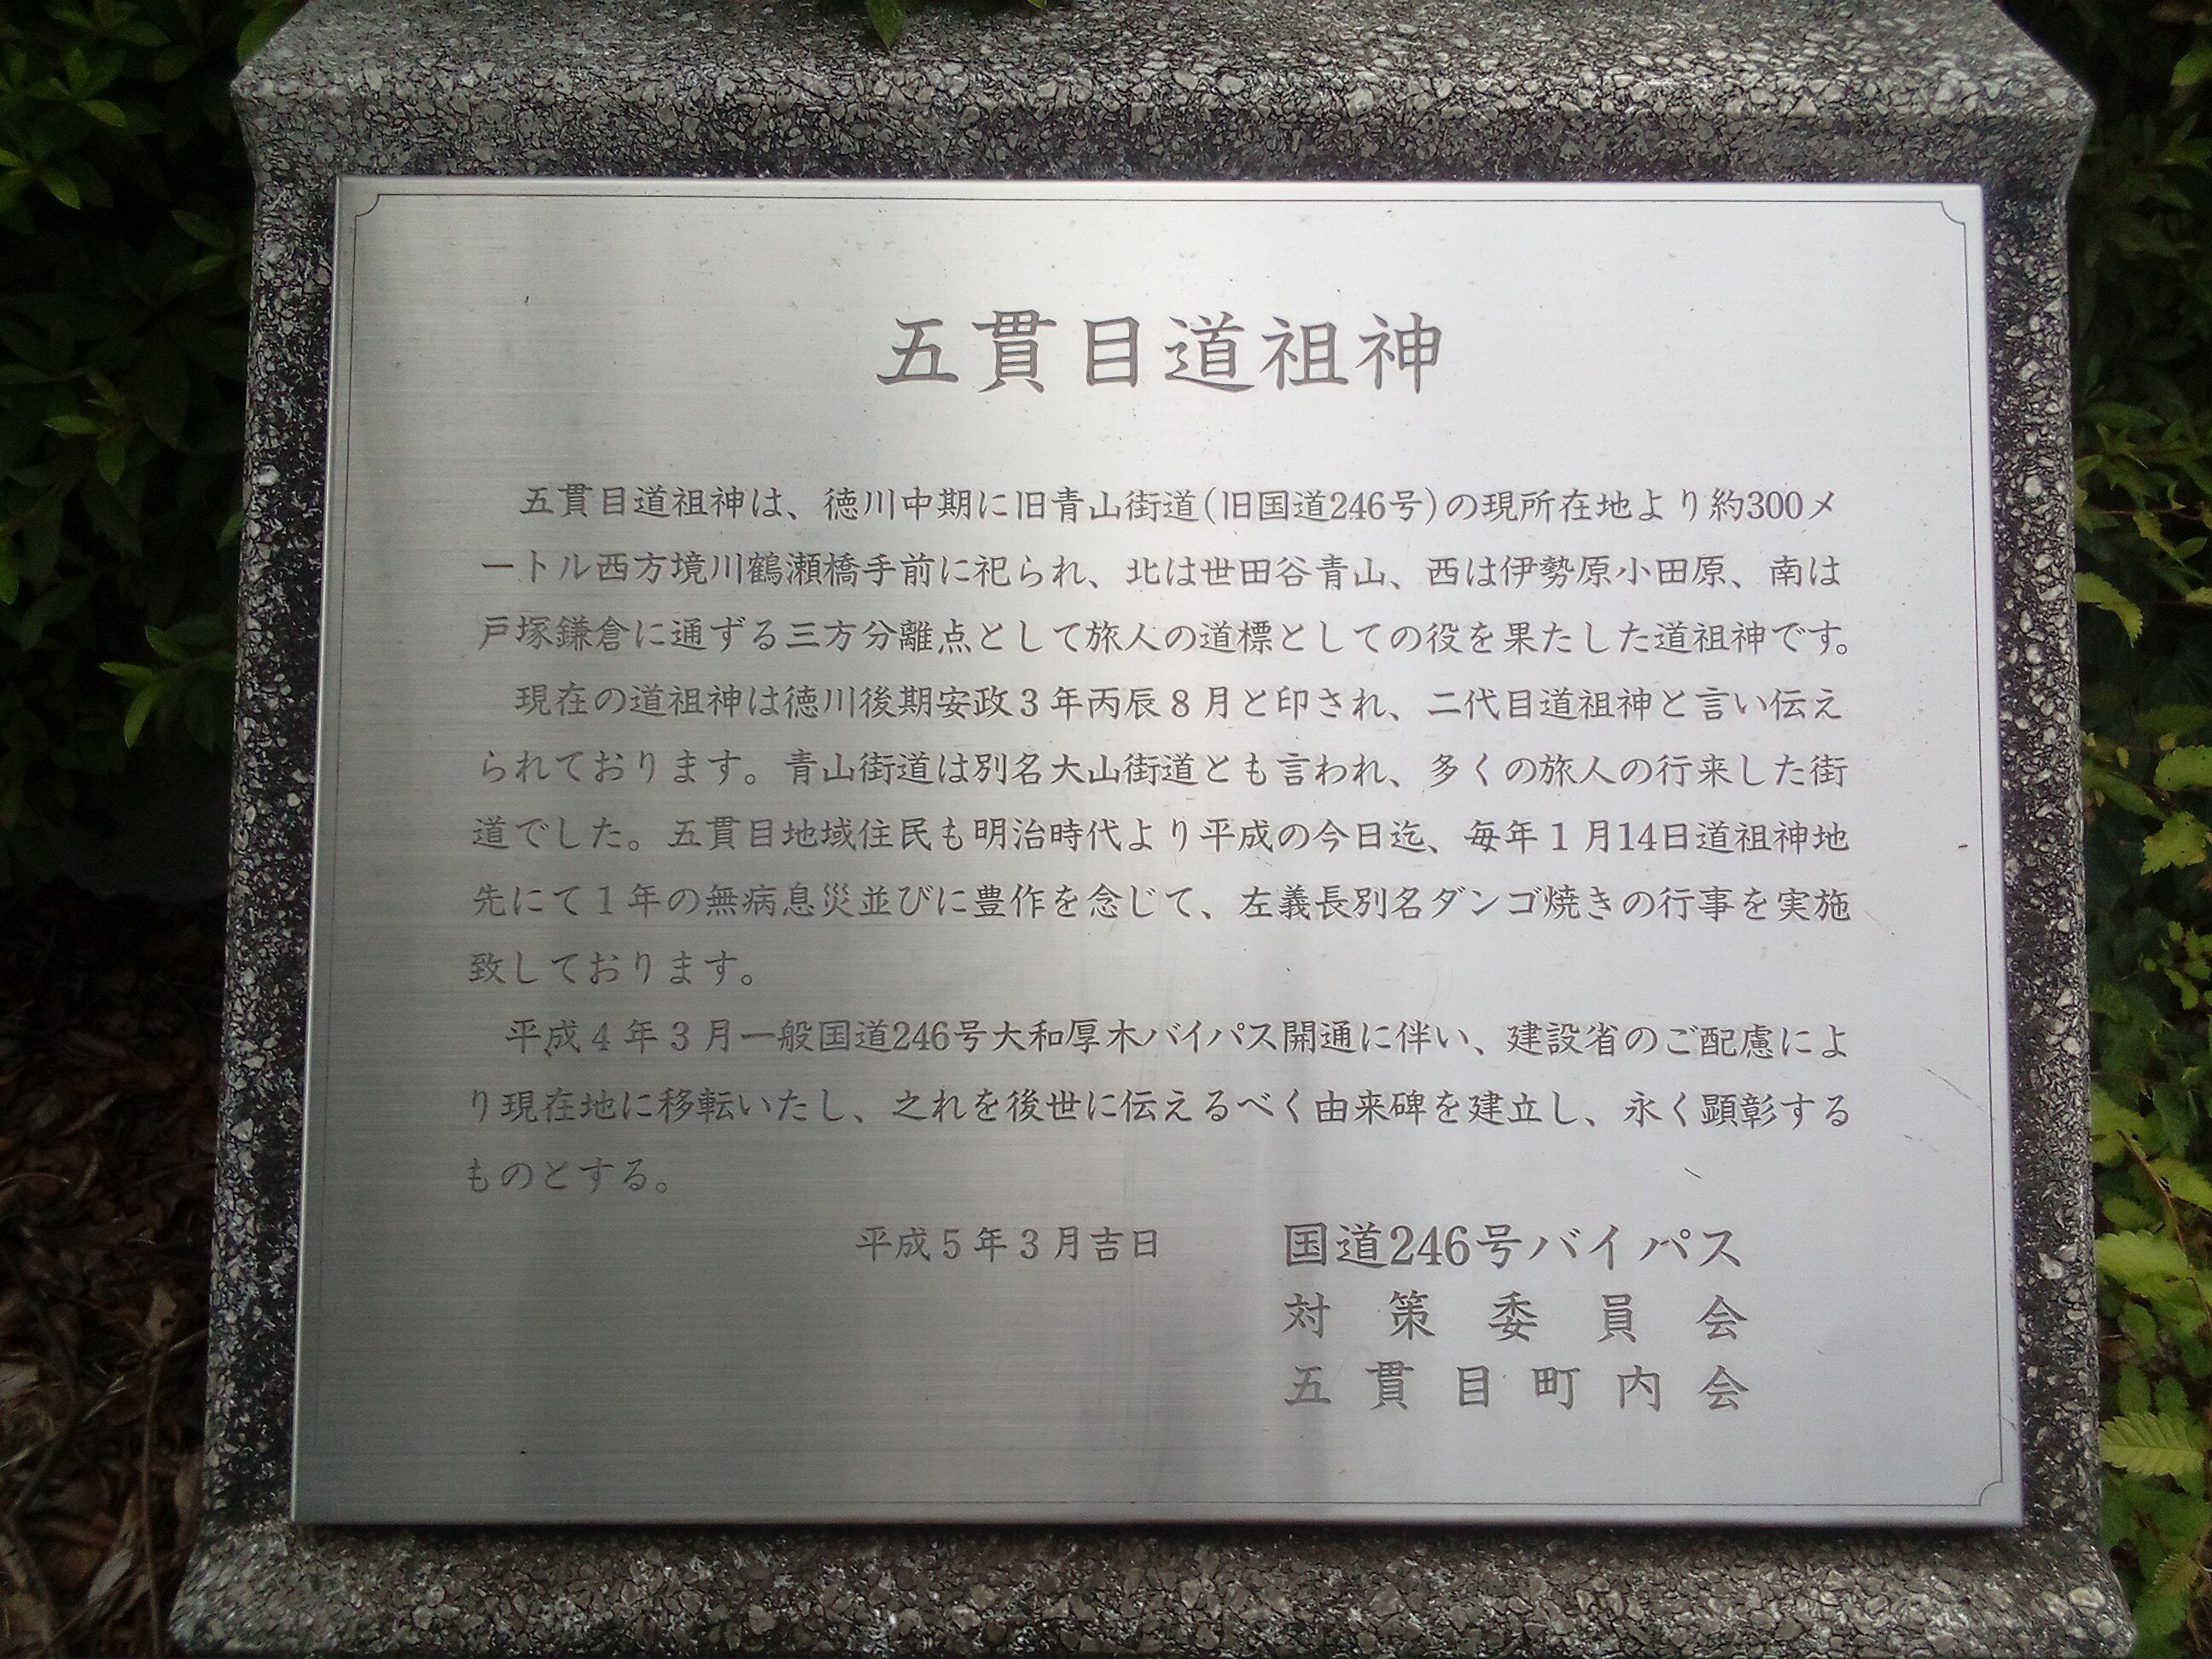 五貫目道祖神
五貫目道祖神は、徳川中期に旧青山街道(旧国道246号)の現所在地より約300メ
ートル西方境川鶴瀬橋手前に祀られ、北は世田谷青山、西は伊勢原小田原、南は
戸塚鎌倉に通ずる三方分離点として旅人の道標としての役を果たした道祖神です。
現在の道祖神は徳川後期安政3年丙辰8月と印され、二代目道祖神と言い伝え
られております。青山街道は別名大山街道とも言われ、多くの旅人の行来した街
道でした。五貫目地域住民も明治時代より平成の今日迄、毎年1月14日道祖神地
先にて1年の無病息災並びに豊作を念じて、左義長別名ダンゴ焼きの行事を実施
致しております。
平成4年3月一般国道246号大和厚木バイパス開通に伴い、建設省のご配慮によ
り現在地に移転いたし、之れを後世に伝えるべく由来碑を建立し、永く顕彰する
ものとする。
平成5年3月吉日 国道246号バイパス
対策委員会
五貫目町内会